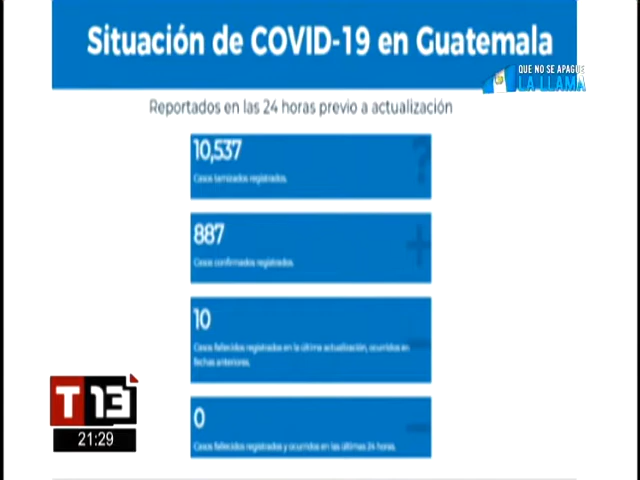 Situación de COVID-19 en Guatemala
QUE NO SE APAGUE
LA LLAMA
Reportados en las 24 horas previo a actualización
10,537
Casos tamizados registrados.
887
Casos confirmados registrados.
10
Casos fallecidos registrados en la última actualización, ocurridos en
fechas anteriores.
0
Casos fallecidos registrados y ocurridos en las últimas 24 horas.
T13
21:29